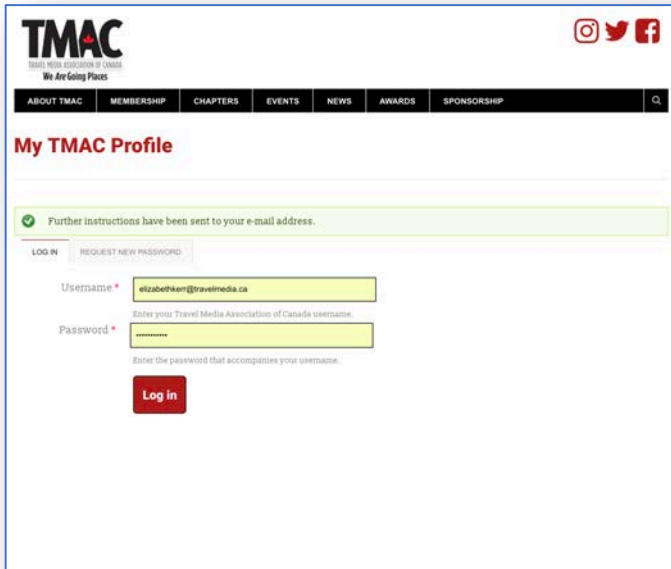 TMAC
TRAVEL MEDIA ASSOCIATION OF CANADA
We Are Going Places
ABOUT TMAC MEMBERSHIP CHAPTERS EVENTS NEWS AWARDS SPONSORSHIP
My TMAC Profile
Further instructions have been sent to your e-mail address.
LOG IN REQUEST NEW PASSWORD
Username * elizabethkerr@travelmedia.ca
Enter your Travel Media Association of Canada username.
Password * •••••••••••
Enter the password that accompanies your username.
Log in